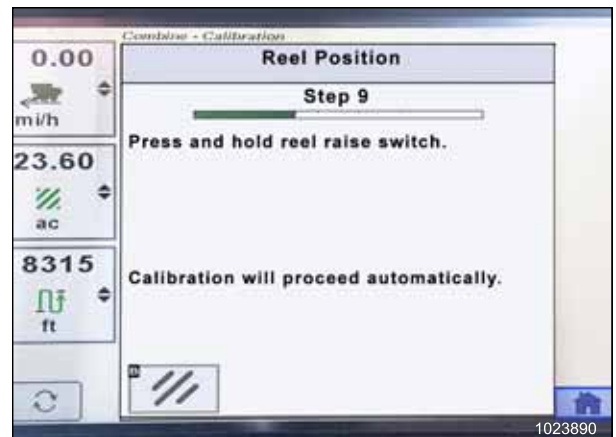 Combine - Calibration
0.00
mi/h
23.60
ac
8315
ft
Reel Position
Step 9
Press and hold reel raise switch.
Calibration will proceed automatically.
1023890